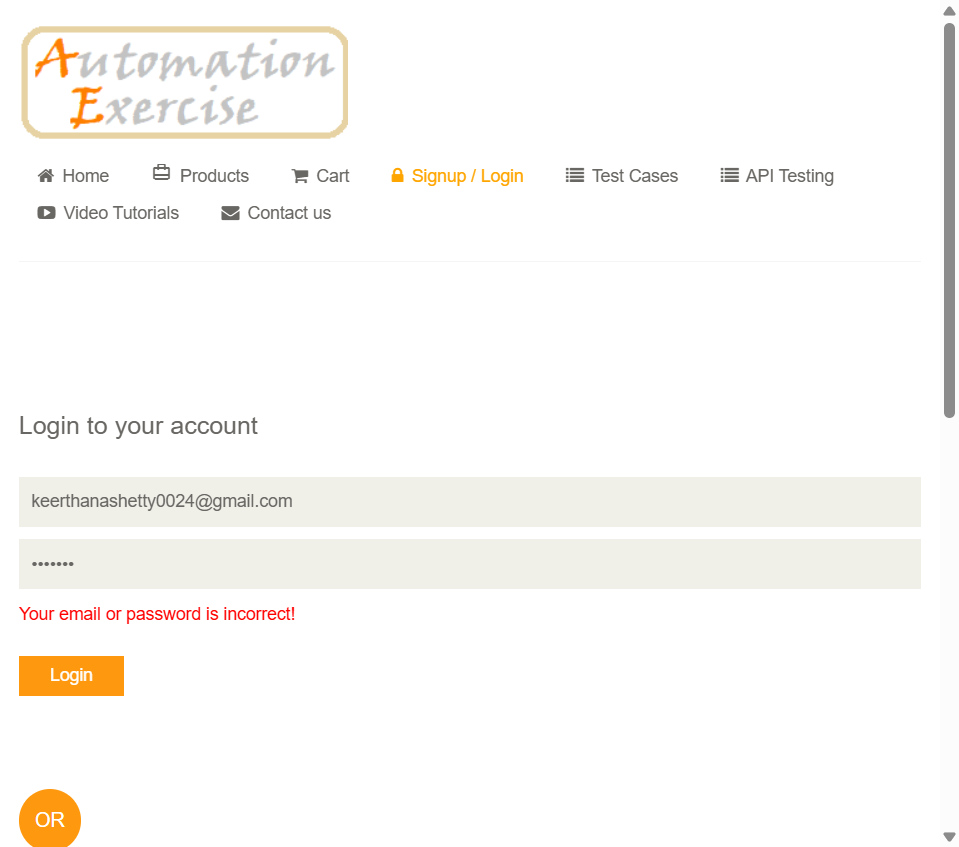 Automation
Exercise
Home Products Cart Signup / Login Test Cases API Testing
Video Tutorials Contact us
Login to your account
keerthanashetty0024@gmail.com
•••••••
Your email or password is incorrect!
Login
OR